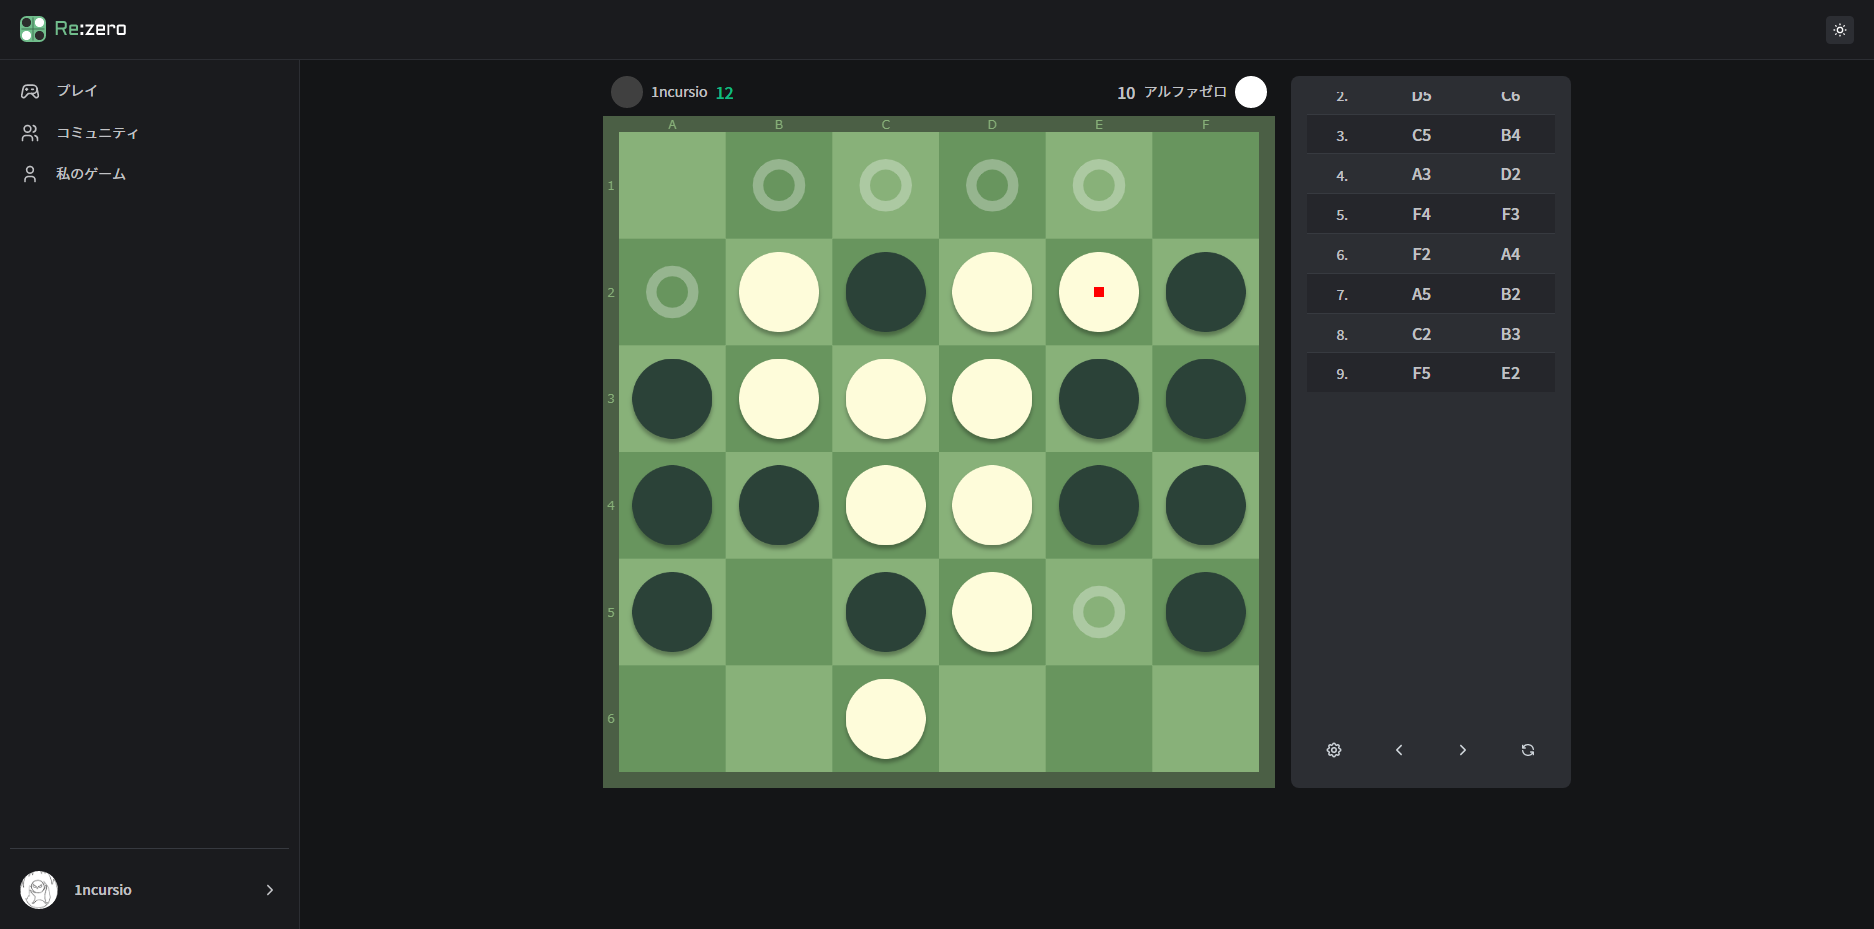 Re:zero
プレイ
コミュニティ
私のゲーム
1ncursio
1ncursio 12
10 アルファゼロ
A B C D E F
1
2
3
4
5
6
2. D5 C6
3. C5 B4
4. A3 D2
5. F4 F3
6. F2 A4
7. A5 B2
8. C2 B3
9. F5 E2